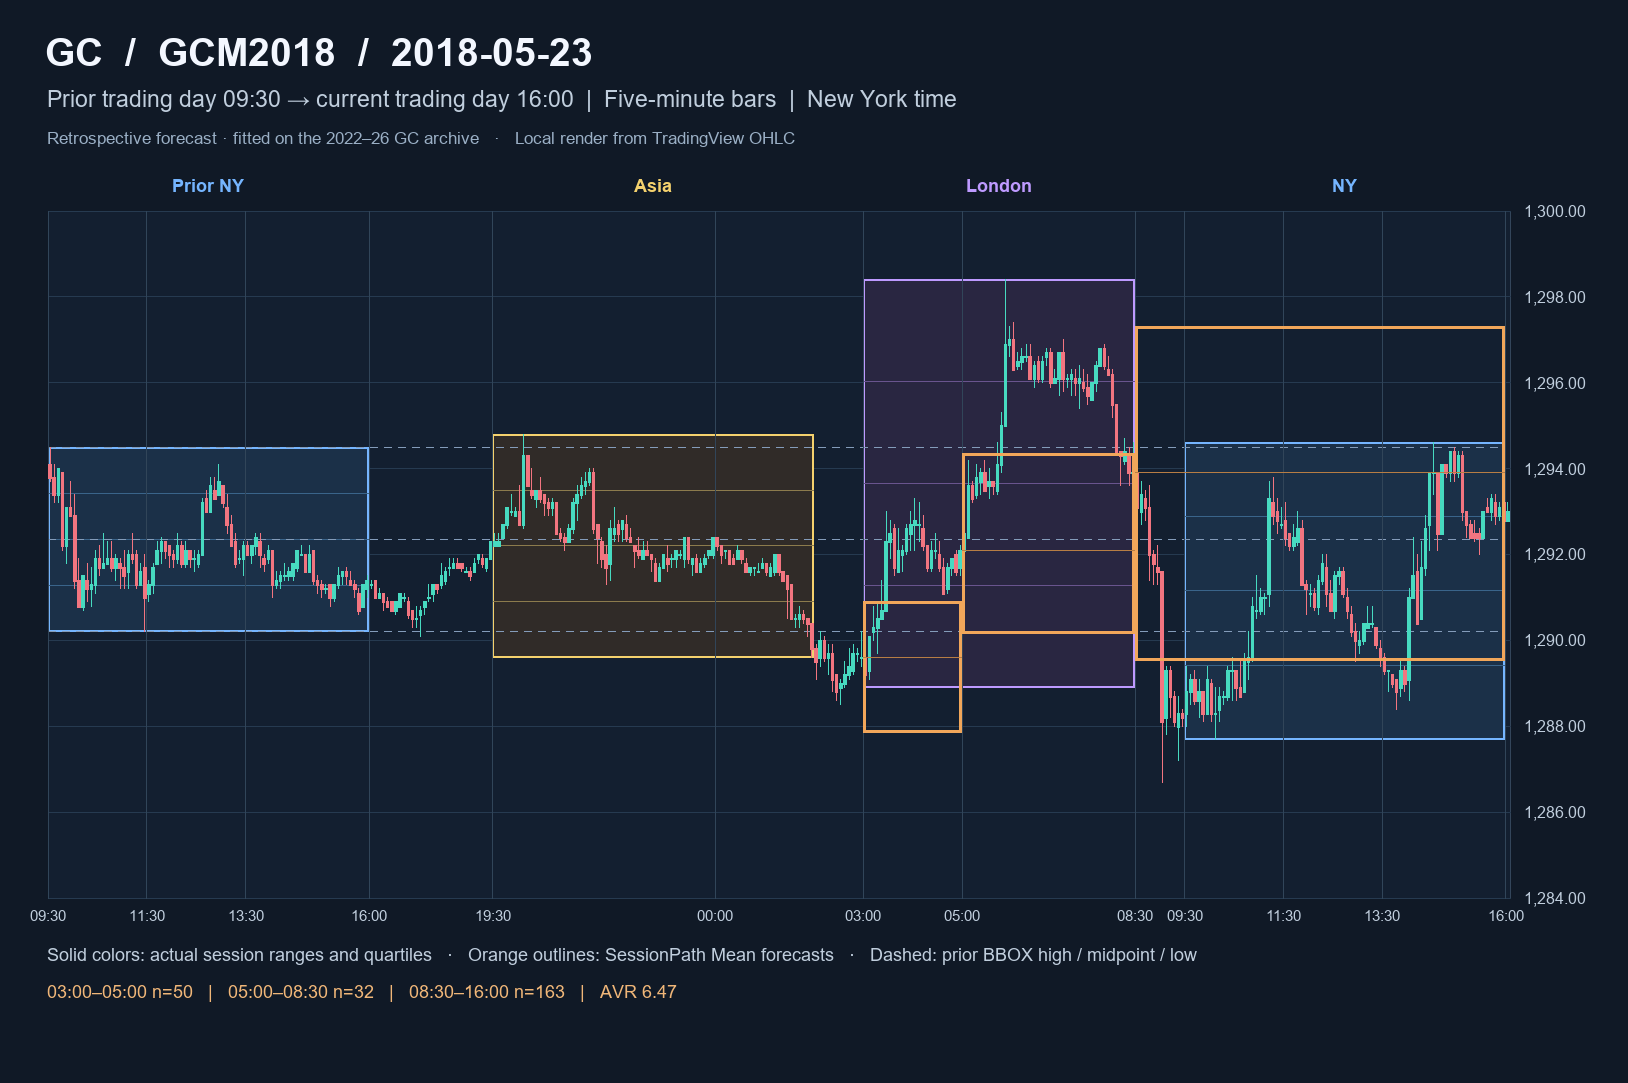 GC / GCM2018 / 2018-05-23
Prior trading day 09:30 → current trading day 16:00 | Five-minute bars | New York time
Retrospective forecast · fitted on the 2022–26 GC archive · Local render from TradingView OHLC
Prior NY Asia London NY
1,300.00
1,298.00
1,296.00
1,294.00
1,292.00
1,290.00
1,288.00
1,286.00
1,284.00
09:30 11:30 13:30 16:00 19:30 00:00 03:00 05:00 08:30 09:30 11:30 13:30 16:00
Solid colors: actual session ranges and quartiles · Orange outlines: SessionPath Mean forecasts · Dashed: prior BBOX high / midpoint / low
03:00–05:00 n=50 | 05:00–08:30 n=32 | 08:30–16:00 n=163 | AVR 6.47